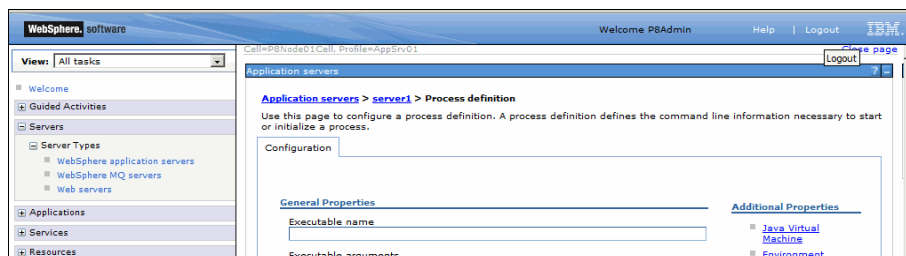 WebSphere. software
Welcome P8Admin
Help | Logout
IBM.
View: All tasks
Welcome
Guided Activities
Servers
Server Types
WebSphere application servers
WebSphere MQ servers
Web servers
Applications
Services
Resources
Cell=P8Node01Cell, Profile=AppSrv01
Close page
Logout
Application servers
? –
Application servers > server1 > Process definition
Use this page to configure a process definition. A process definition defines the command line information necessary to start
or initialize a process.
Configuration
General Properties
Executable name
Executable arguments
Additional Properties
Java Virtual
Machine
Environment